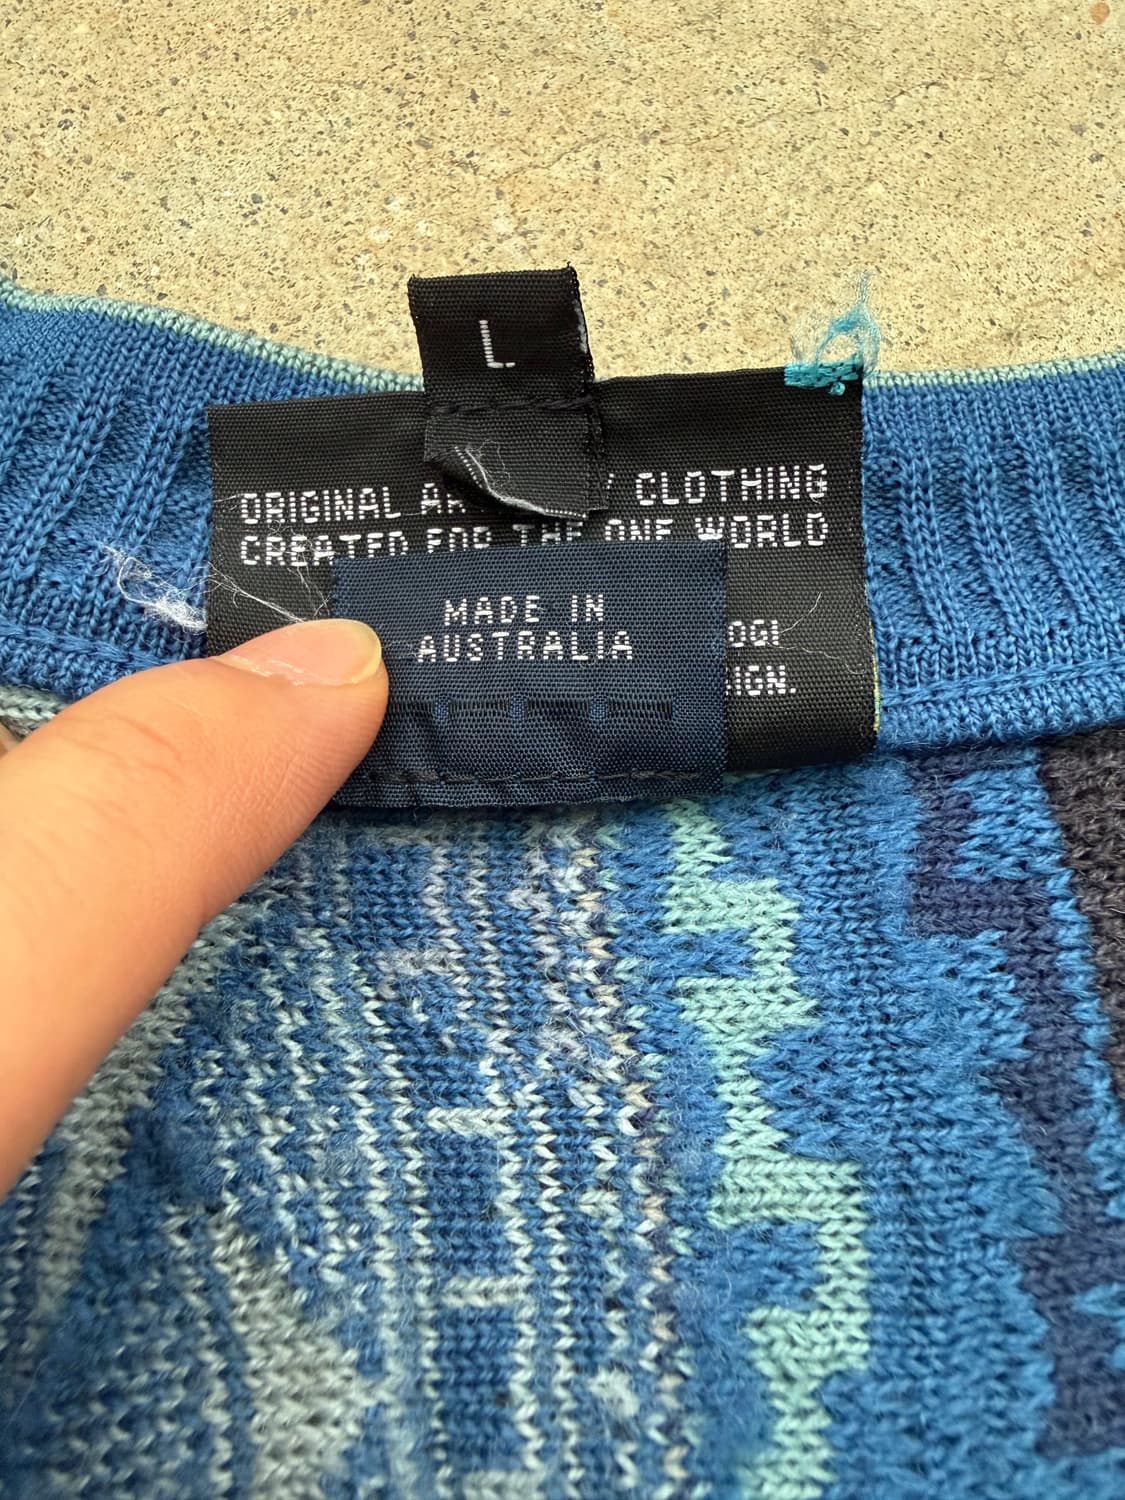 L
ORIGINAL CLOTHING
CREATED FOR THE ONE WORLD
MADE IN
AUSTRALIA